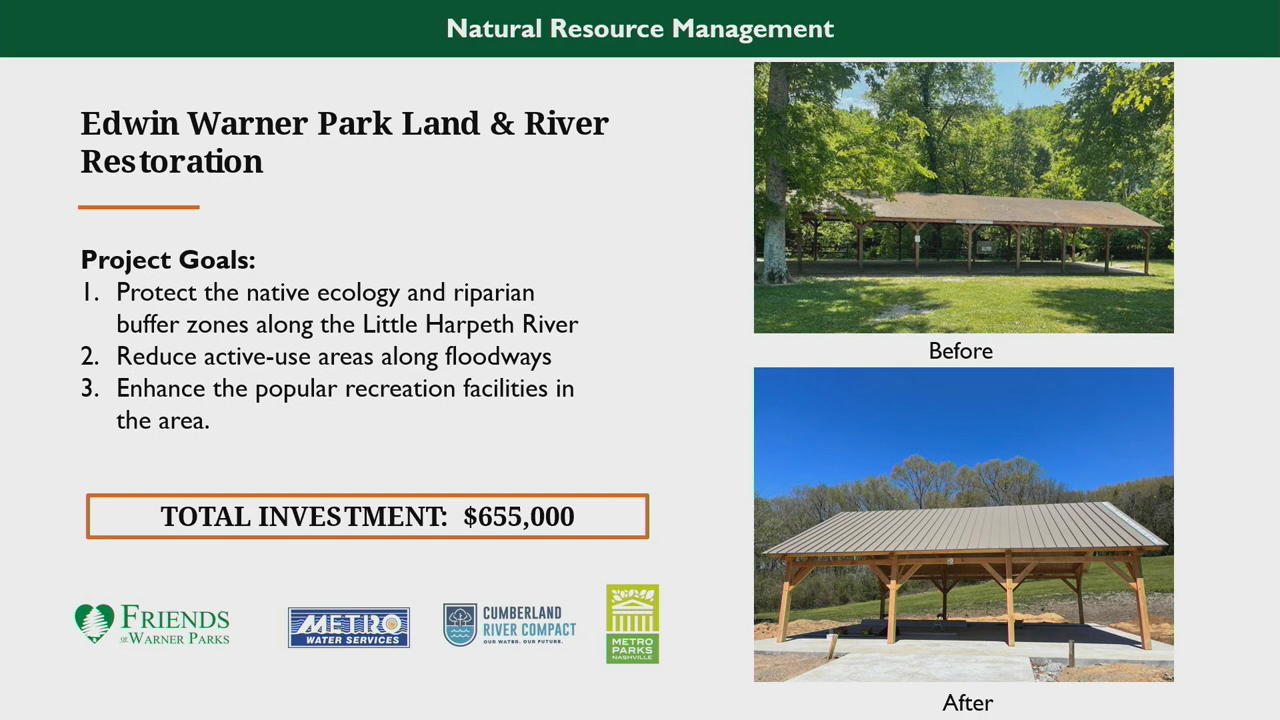 Natural Resource Management
Edwin Warner Park Land & River
Restoration
Project Goals:
1. Protect the native ecology and riparian
buffer zones along the Little Harpeth River
2. Reduce active-use areas along floodways
3. Enhance the popular recreation facilities in
the area.
TOTAL INVESTMENT: $655,000
FRIENDS
OF WARNER PARKS
METRO
WATER SERVICES
CUMBERLAND
RIVER COMPACT
OUR WATER. OUR FUTURE.
METRO
PARKS
NASHVILLE
Before
After